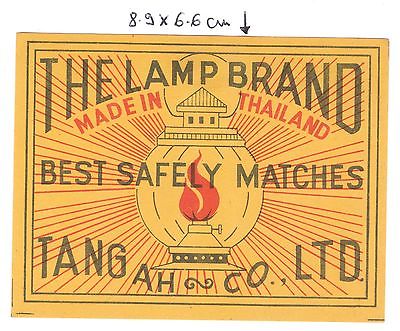 8.9 x 6.6 cm
THE LAMP BRAND
MADE IN THAILAND
BEST SAFELY MATCHES
TANG AH CO., LTD.